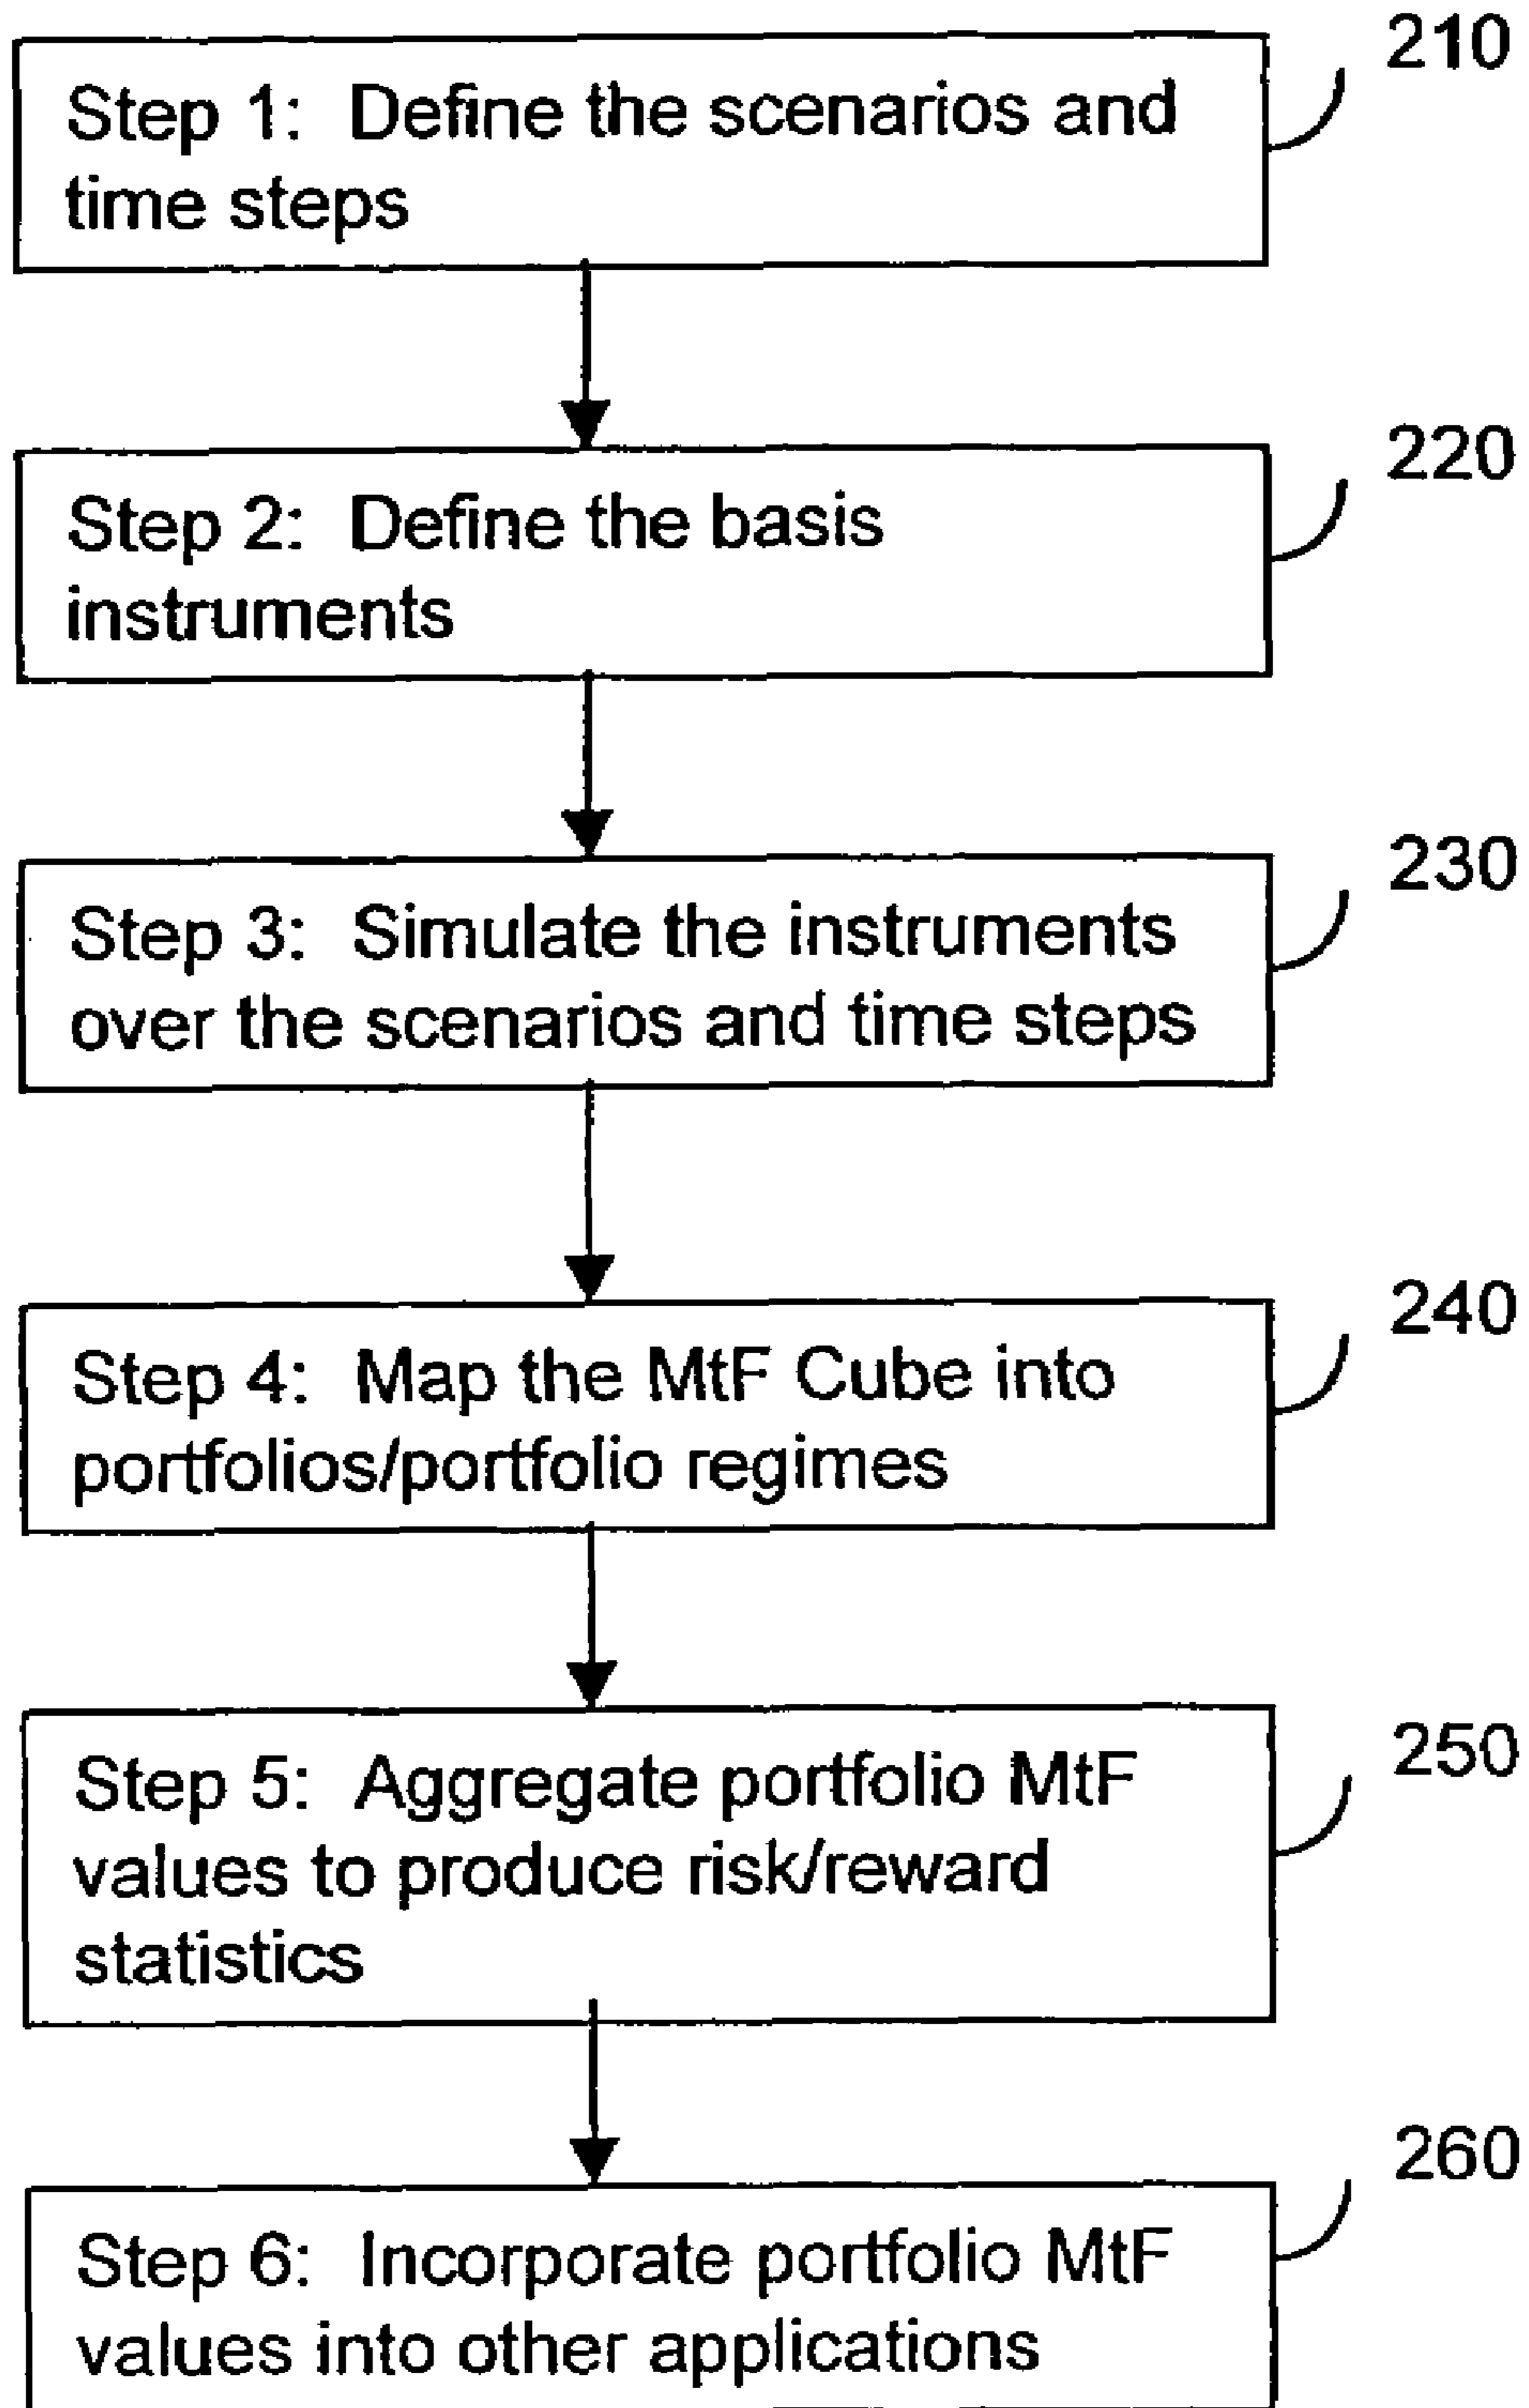 210
Step 1: Define the scenarios and
time steps
220
Step 2: Define the basis
instruments
230
Step 3: Simulate the instruments
over the scenarios and time steps
240
Step 4: Map the MtF Cube into
portfolios/portfolio regimes
250
Step 5: Aggregate portfolio MtF
values to produce risk/reward
statistics
260
Step 6: Incorporate portfolio MtF
values into other applications